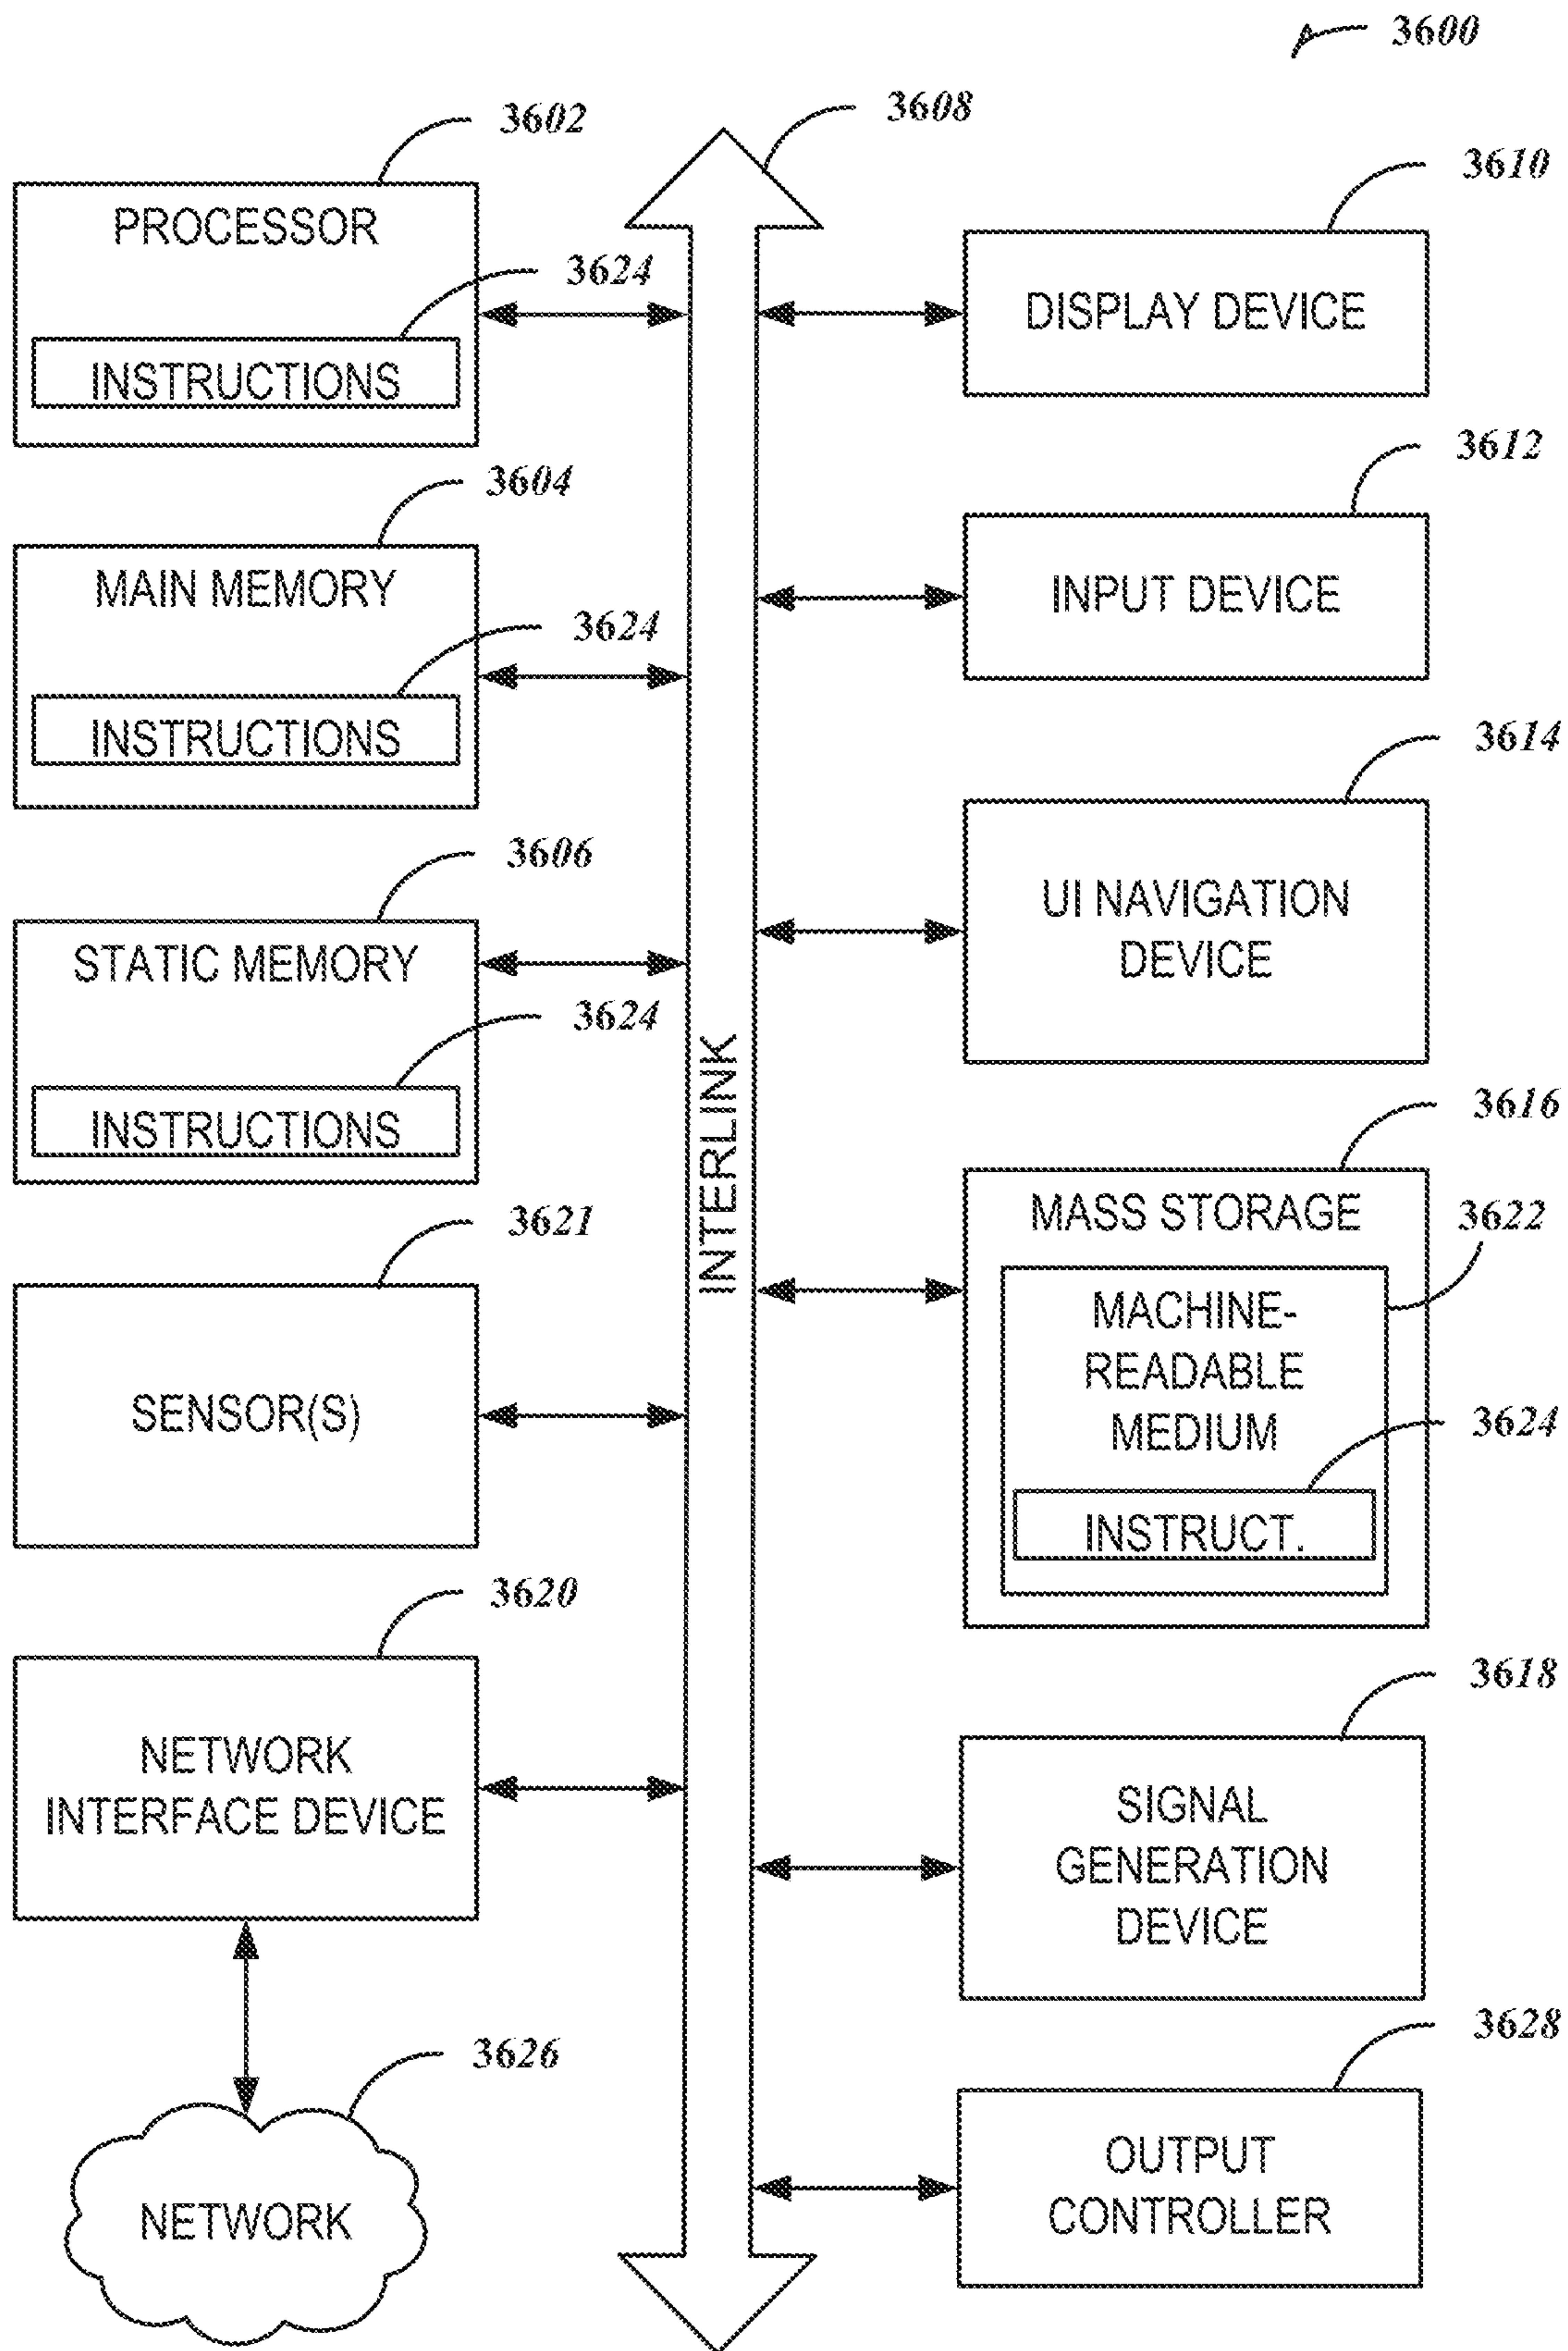 3600
3602
PROCESSOR
3624
INSTRUCTIONS
3604
MAIN MEMORY
3624
INSTRUCTIONS
3606
STATIC MEMORY
3624
INSTRUCTIONS
3621
SENSOR(S)
3620
NETWORK
INTERFACE DEVICE
3626
NETWORK
3608
INTERLINK
3610
DISPLAY DEVICE
3612
INPUT DEVICE
3614
UI NAVIGATION
DEVICE
3616
MASS STORAGE
3622
MACHINE-
READABLE
MEDIUM
3624
INSTRUCT.
3618
SIGNAL
GENERATION
DEVICE
3628
OUTPUT
CONTROLLER